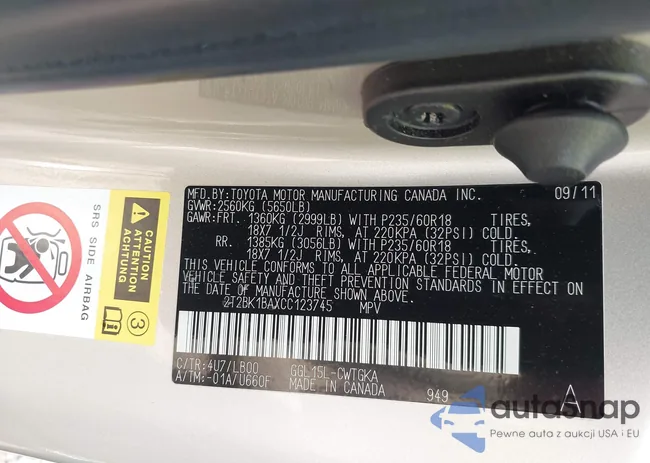 SRS SIDE AIRBAG
CAUTION
ATTENTION
3
MFD.BY: TOYOTA MOTOR MANUFACTURING CANADA INC. 09/11
GVWR: 2560KG (5650LB)
GAWR: FRT. 1360KG (2999LB) WITH P235/60R18 TIRES,
18X7 1/2J RIMS, AT 220KPA (32PSI) COLD.
RR. 1385KG (3056LB) WITH P235/60R18 TIRES,
18X7 1/2J RIMS, AT 220KPA (32PSI) COLD.
THIS VEHICLE CONFORMS TO ALL APPLICABLE FEDERAL MOTOR
VEHICLE SAFETY AND THEFT PREVENTION STANDARDS IN EFFECT ON
THE DATE OF MANUFACTURE SHOWN ABOVE.
2T2BK1BAXCC123745 MPV
C/TR: 4U7/LB00 GGL15L-CWTGKA
A/TM: -01A/U660F MADE IN CANADA 949 A
autosnap
Pewne auta z aukcji USA i EU